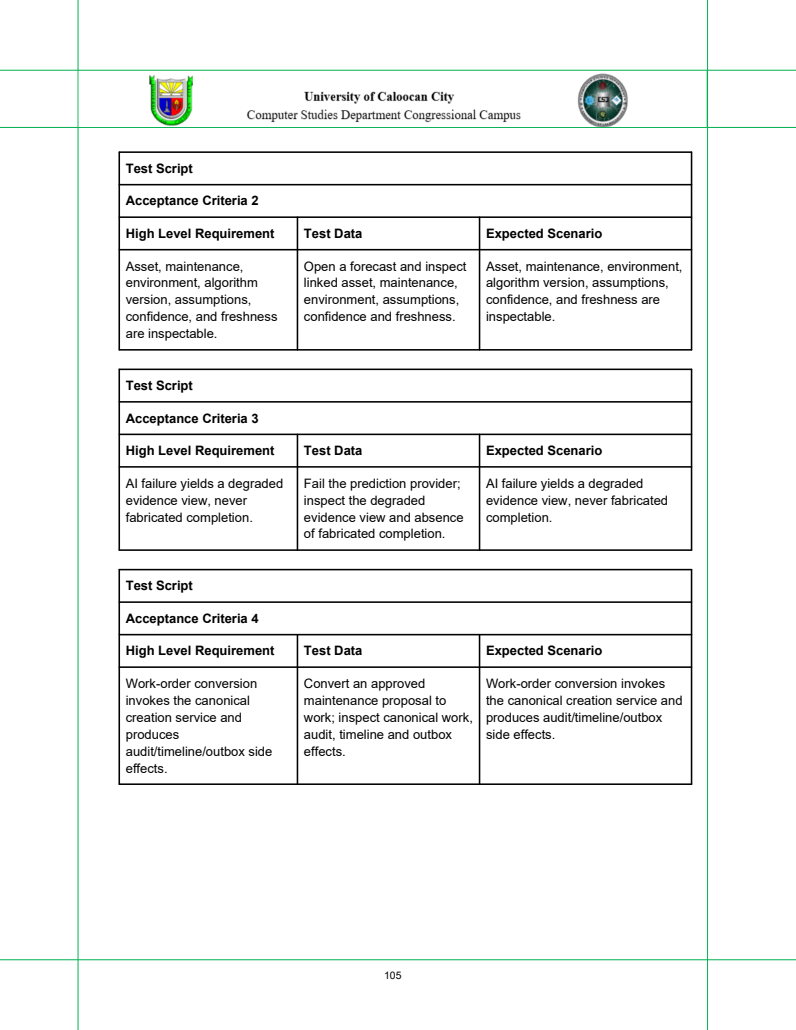 University of Caloocan City
Computer Studies Department Congressional Campus
Test Script
Acceptance Criteria 2
High Level Requirement
Test Data
Expected Scenario
Asset, maintenance,
environment, algorithm
version, assumptions,
confidence, and freshness
are inspectable.
Open a forecast and inspect
linked asset, maintenance,
environment, assumptions,
confidence and freshness.
Asset, maintenance, environment,
algorithm version, assumptions,
confidence, and freshness are
inspectable.
Test Script
Acceptance Criteria 3
High Level Requirement
Test Data
Expected Scenario
AI failure yields a degraded
evidence view, never
fabricated completion.
Fail the prediction provider;
inspect the degraded
evidence view and absence
of fabricated completion.
AI failure yields a degraded
evidence view, never fabricated
completion.
Test Script
Acceptance Criteria 4
High Level Requirement
Test Data
Expected Scenario
Work-order conversion
invokes the canonical
creation service and
produces
audit/timeline/outbox side
effects.
Convert an approved
maintenance proposal to
work; inspect canonical work,
audit, timeline and outbox
effects.
Work-order conversion invokes
the canonical creation service and
produces audit/timeline/outbox
side effects.
105